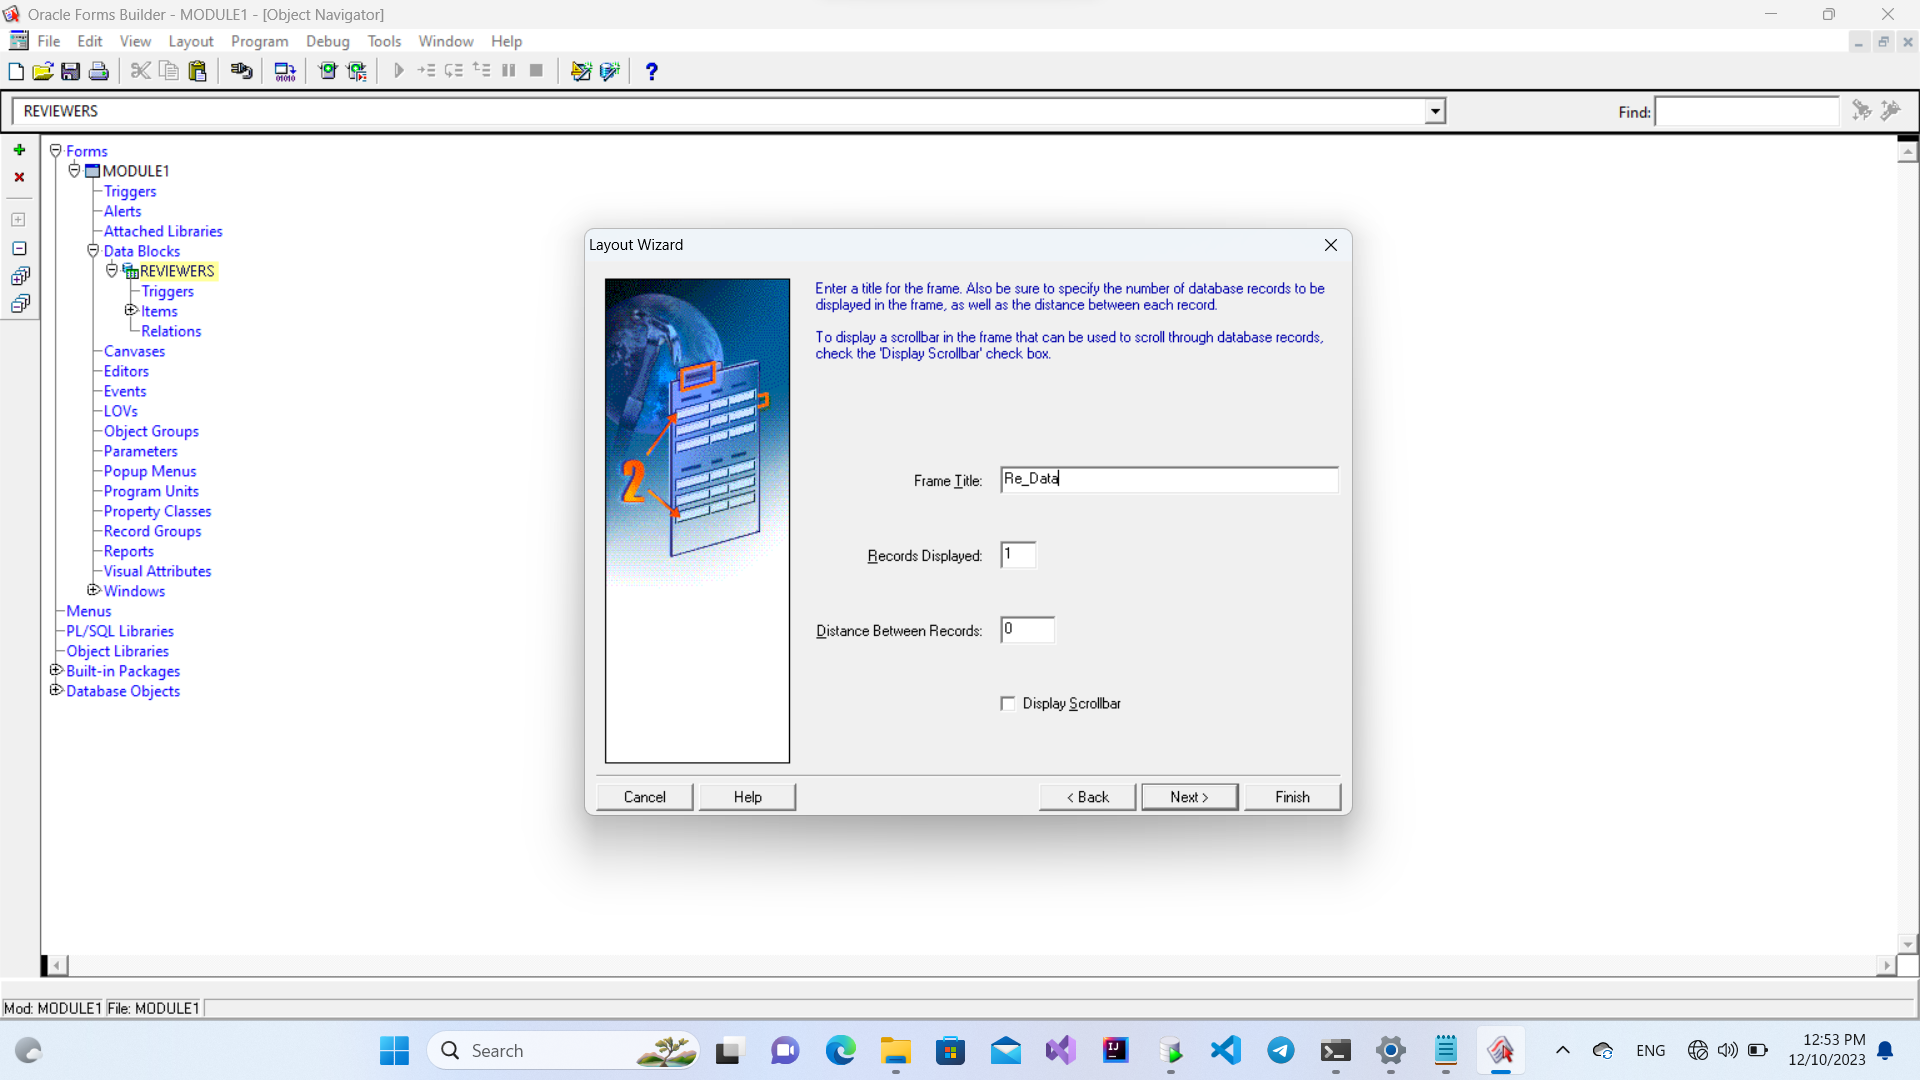 Oracle Forms Builder - MODULE1 - [Object Navigator]
File Edit View Layout Program Debug Tools Window Help
REVIEWERS
Find:
Forms
MODULE1
Triggers
Alerts
Attached Libraries
Data Blocks
REVIEWERS
Triggers
Items
Relations
Canvases
Editors
Events
LOVs
Object Groups
Parameters
Popup Menus
Program Units
Property Classes
Record Groups
Reports
Visual Attributes
Windows
Menus
PL/SQL Libraries
Object Libraries
Built-in Packages
Database Objects
Layout Wizard
Enter a title for the frame. Also be sure to specify the number of database records to be
displayed in the frame, as well as the distance between each record.
To display a scrollbar in the frame that can be used to scroll through database records,
check the 'Display Scrollbar' check box.
2
Frame Title: Re_Data
Records Displayed: 1
Distance Between Records: 0
Display Scrollbar
Cancel Help < Back Next > Finish
Mod: MODULE1 File: MODULE1
Search
ENG
12:53 PM
12/10/2023